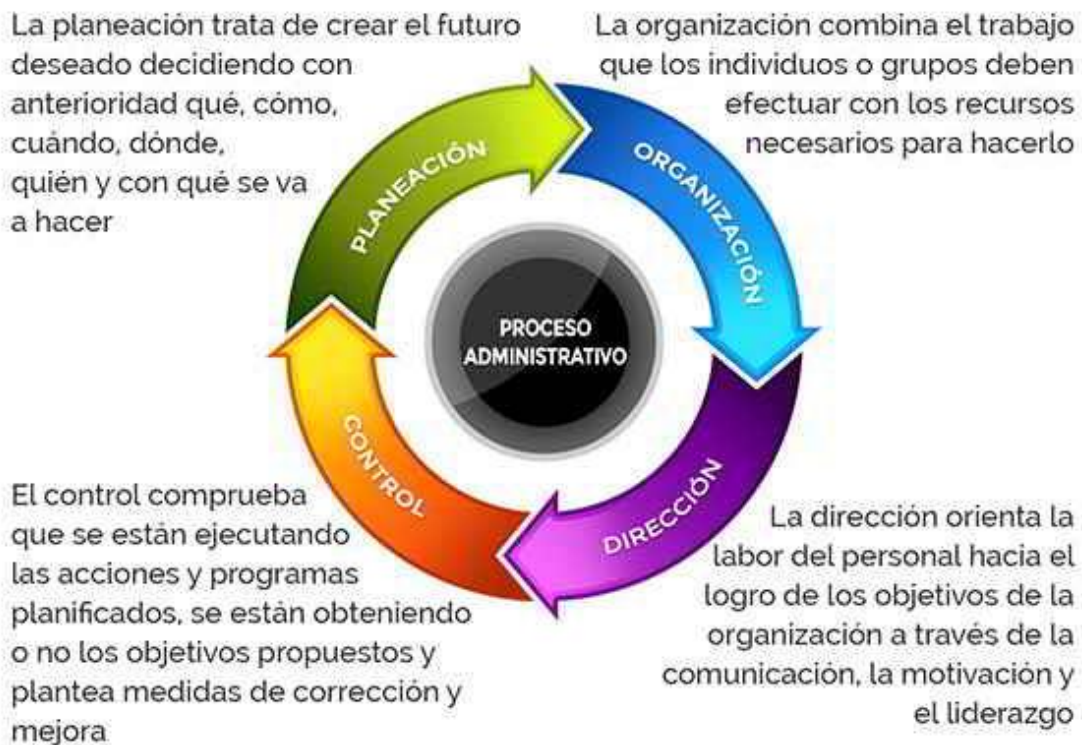 La planeación trata de crear el futuro
deseado decidiendo con
anterioridad qué, cómo,
cuándo, dónde,
quién y con qué se va
a hacer
La organización combina el trabajo
que los individuos o grupos deben
efectuar con los recursos
necesarios para hacerlo
PLANEACIÓN
ORGANIZACIÓN
PROCESO
ADMINISTRATIVO
CONTROL
DIRECCIÓN
El control comprueba
que se están ejecutando
las acciones y programas
planificados, se están obteniendo
o no los objetivos propuestos y
plantea medidas de corrección y
mejora
La dirección orienta la
labor del personal hacia el
logro de los objetivos de la
organización a través de la
comunicación, la motivación y
el liderazgo